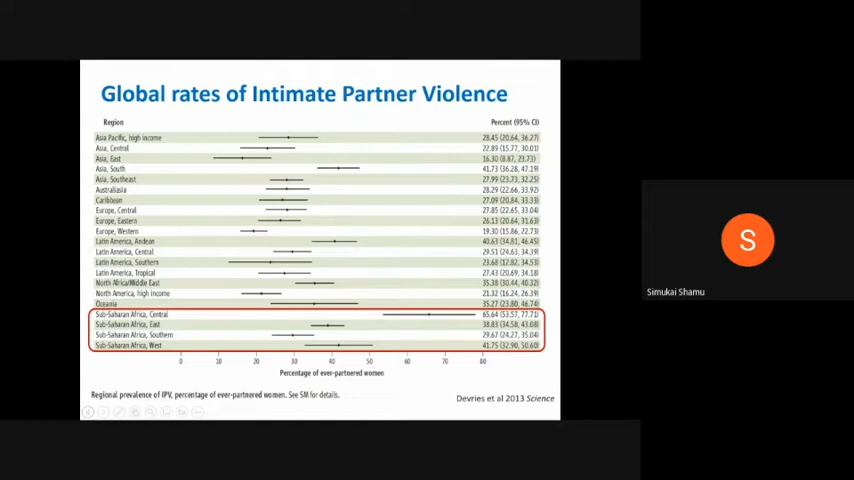 Global rates of Intimate Partner Violence
Region Percent (95% CI)
Asia Pacific, high income 28.45 (20.64, 36.27)
Asia, Central 22.89 (15.77, 30.01)
Asia, East 16.30 (8.87, 23.73)
Asia, South 41.73 (36.28, 47.19)
Asia, Southeast 27.99 (23.73, 32.25)
Australasia 28.29 (22.66, 33.92)
Caribbean 27.09 (20.84, 33.33)
Europe, Central 27.85 (22.65, 33.04)
Europe, Eastern 26.13 (20.64, 31.63)
Europe, Western 19.30 (15.86, 22.73)
Latin America, Andean 40.63 (34.81, 46.45)
Latin America, Central 29.51 (24.63, 34.39)
Latin America, Southern 23.68 (12.82, 34.53)
Latin America, Tropical 27.43 (20.69, 34.18)
North Africa/Middle East 35.38 (30.44, 40.32)
North America, high income 21.32 (16.24, 26.39)
Oceania 35.27 (23.80, 46.74)
Sub-Saharan Africa, Central 65.64 (53.57, 77.71)
Sub-Saharan Africa, East 38.83 (34.58, 43.08)
Sub-Saharan Africa, Southern 29.67 (24.27, 35.04)
Sub-Saharan Africa, West 41.75 (32.90, 50.60)
0 10 20 30 40 50 60 70 80
Percentage of ever-partnered women
Regional prevalence of IPV, percentage of ever-partnered women. See SM for details.
Devries et al 2013 Science
S
Simukai Shamu